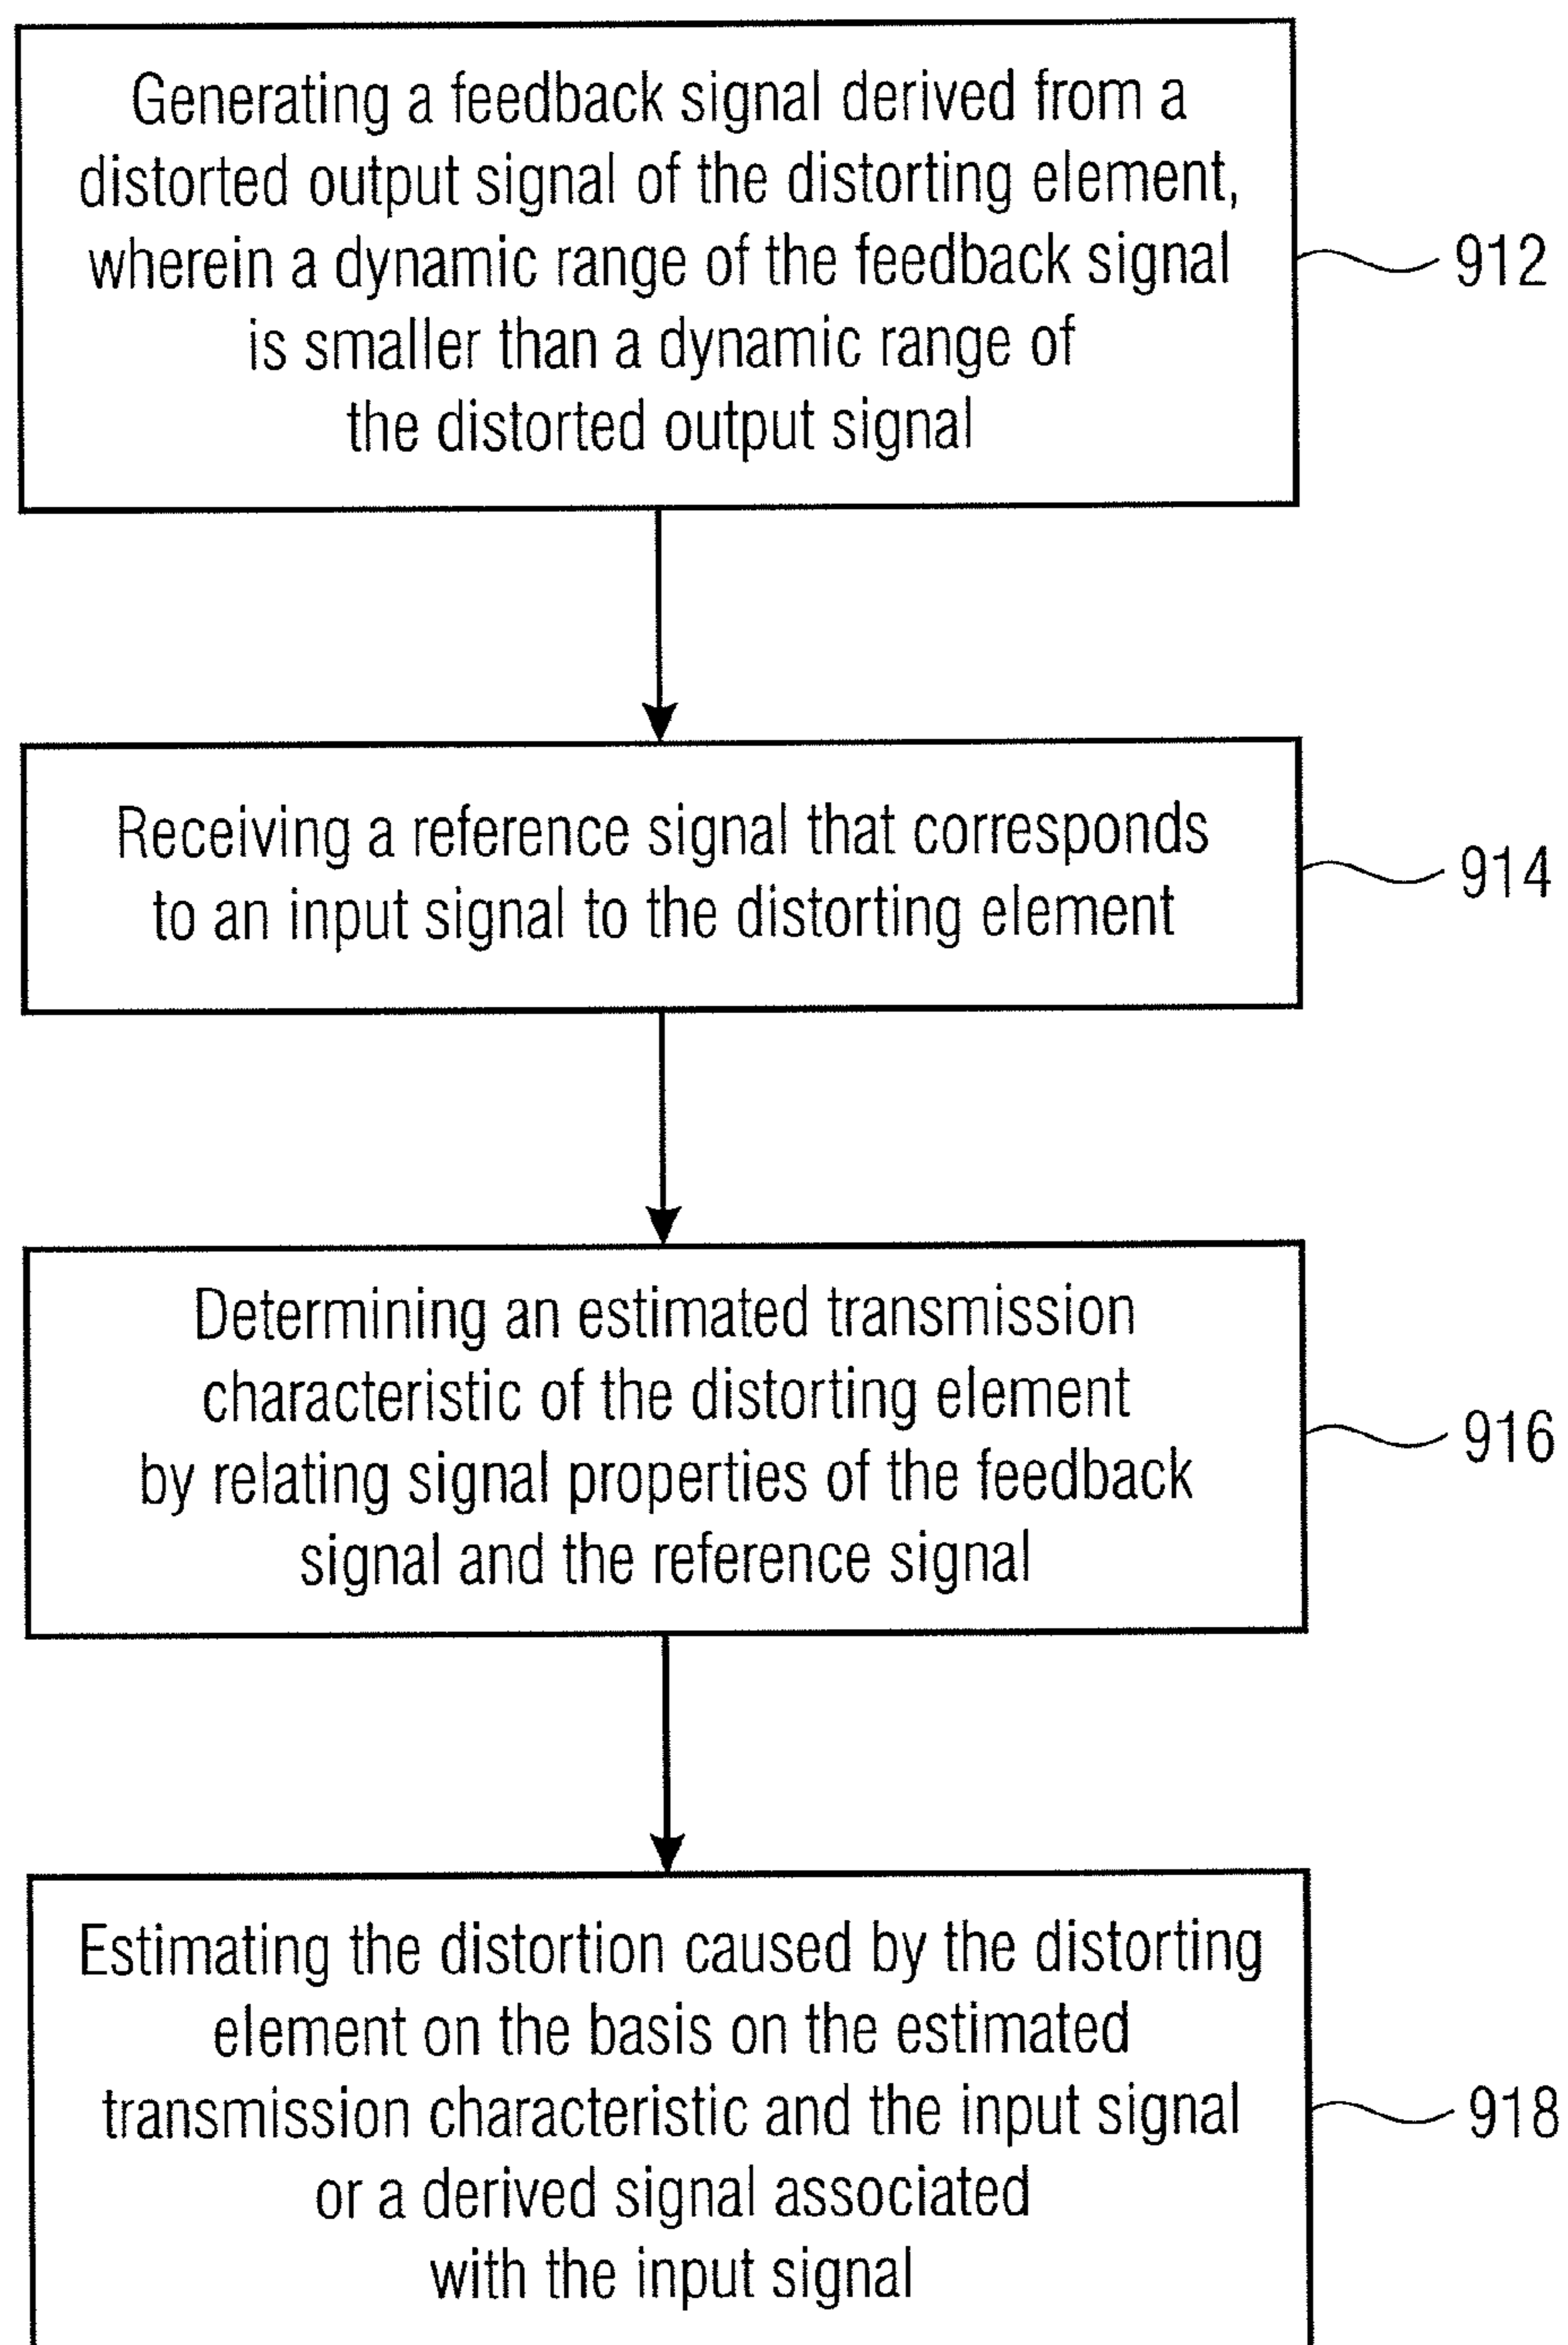 Generating a feedback signal derived from a
distorted output signal of the distorting element,
wherein a dynamic range of the feedback signal
is smaller than a dynamic range of
the distorted output signal
912
Receiving a reference signal that corresponds
to an input signal to the distorting element
914
Determining an estimated transmission
characteristic of the distorting element
by relating signal properties of the feedback
signal and the reference signal
916
Estimating the distortion caused by the distorting
element on the basis on the estimated
transmission characteristic and the input signal
or a derived signal associated
with the input signal
918